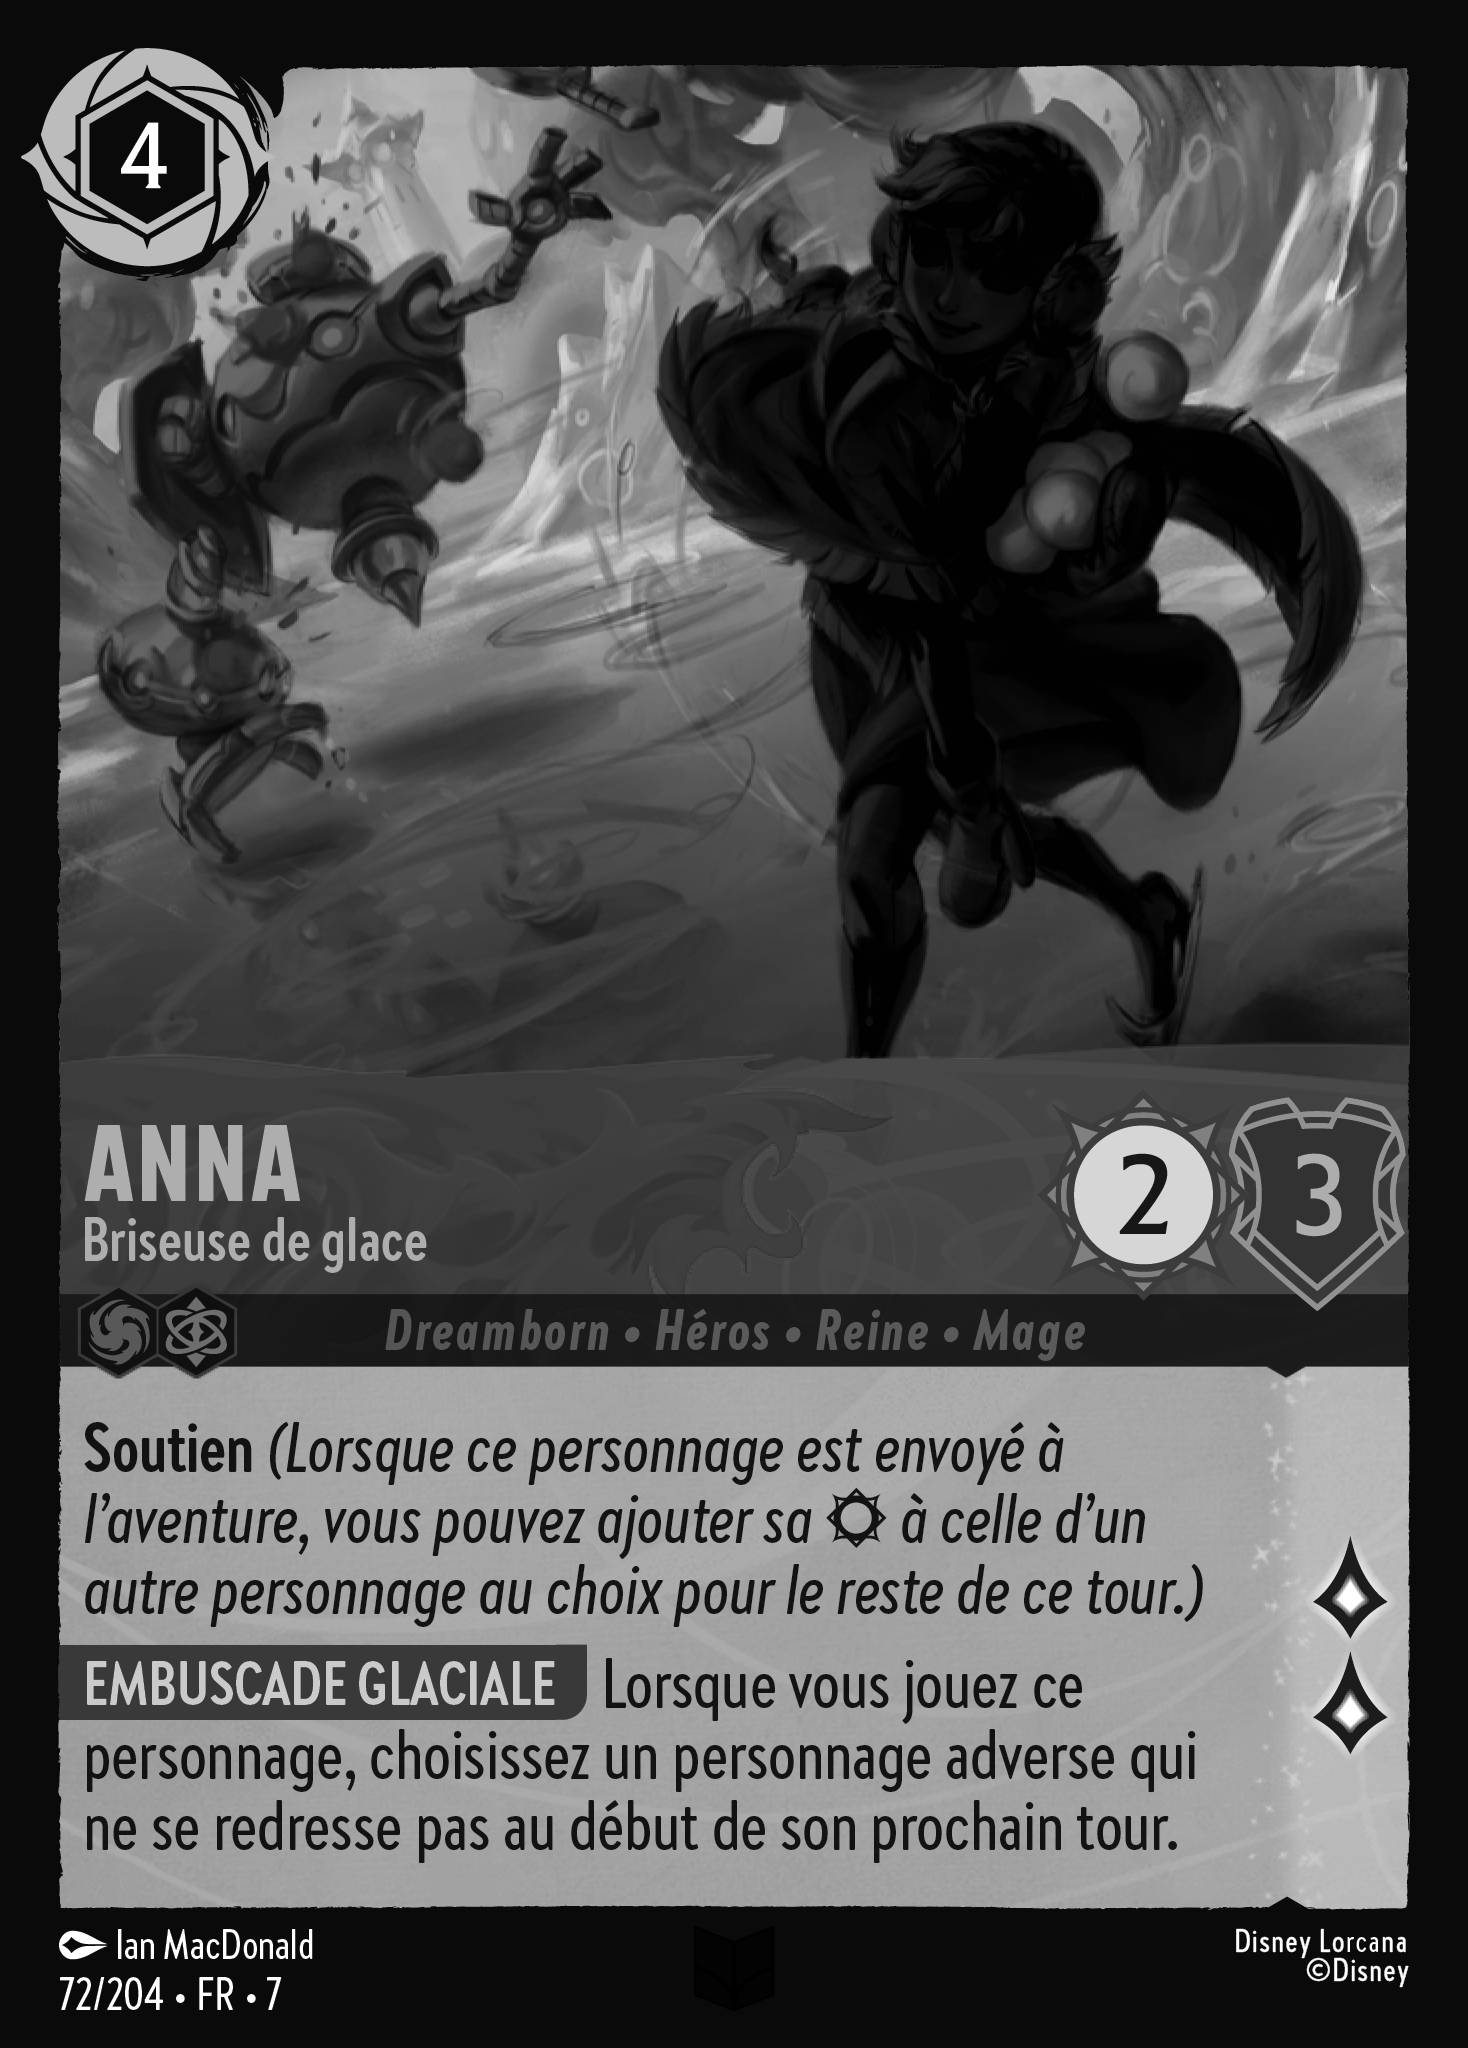 4
ANNA
Briseuse de glace
2
3
Dreamborn • Héros • Reine • Mage
Soutien (Lorsque ce personnage est envoyé à
l’aventure, vous pouvez ajouter sa à celle d’un
autre personnage au choix pour le reste de ce tour.)
EMBUSCADE GLACIALE Lorsque vous jouez ce
personnage, choisissez un personnage adverse qui
ne se redresse pas au début de son prochain tour.
Ian MacDonald
72/204 • FR • 7
Disney Lorcana
©Disney